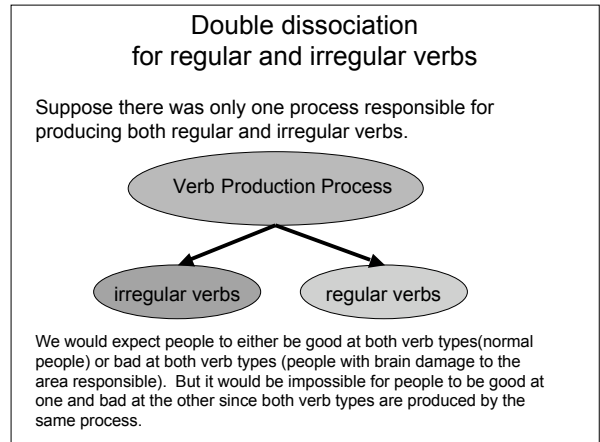 Double dissociation
for regular and irregular verbs
Suppose there was only one process responsible for
producing both regular and irregular verbs.
Verb Production Process
irregular verbs
regular verbs
We would expect people to either be good at both verb types(normal
people) or bad at both verb types (people with brain damage to the
area responsible).  But it would be impossible for people to be good at
one and bad at the other since both verb types are produced by the
same process.